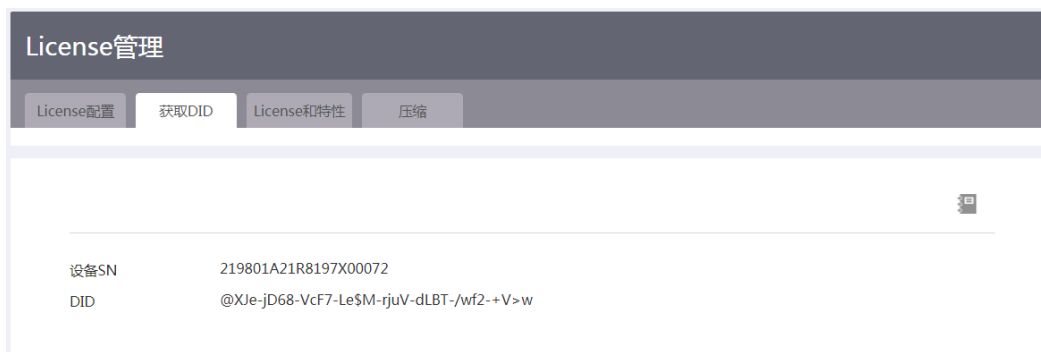 License管理
License配置 获取DID License和特性 压缩
设备SN 219801A21R8197X00072
DID @XJe-jD68-VcF7-Le$M-rjuV-dLBT-/wf2-+V>w